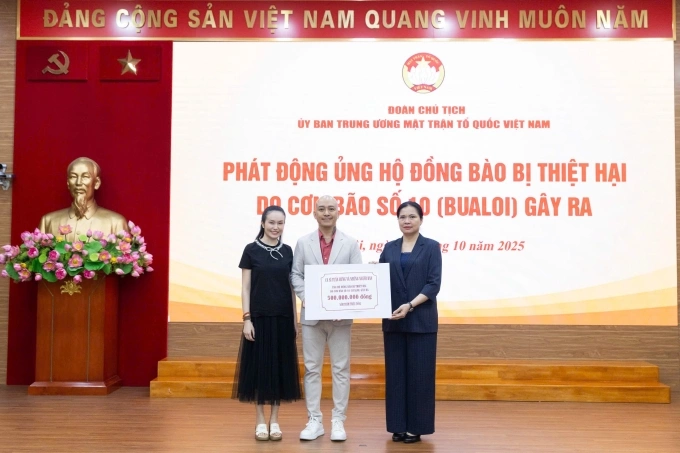 ĐẢNG CỘNG SẢN VIỆT NAM QUANG VINH MUÔN NĂM
ĐOÀN CHỦ TỊCH
ỦY BAN TRUNG ƯƠNG MẶT TRẬN TỔ QUỐC VIỆT NAM
PHÁT ĐỘNG ỦNG HỘ ĐỒNG BÀO BỊ THIỆT HẠI
DO CƠN BÃO SỐ 10 (BUALOI) GÂY RA
ngày 10 năm 2025
500.000.000 đồng